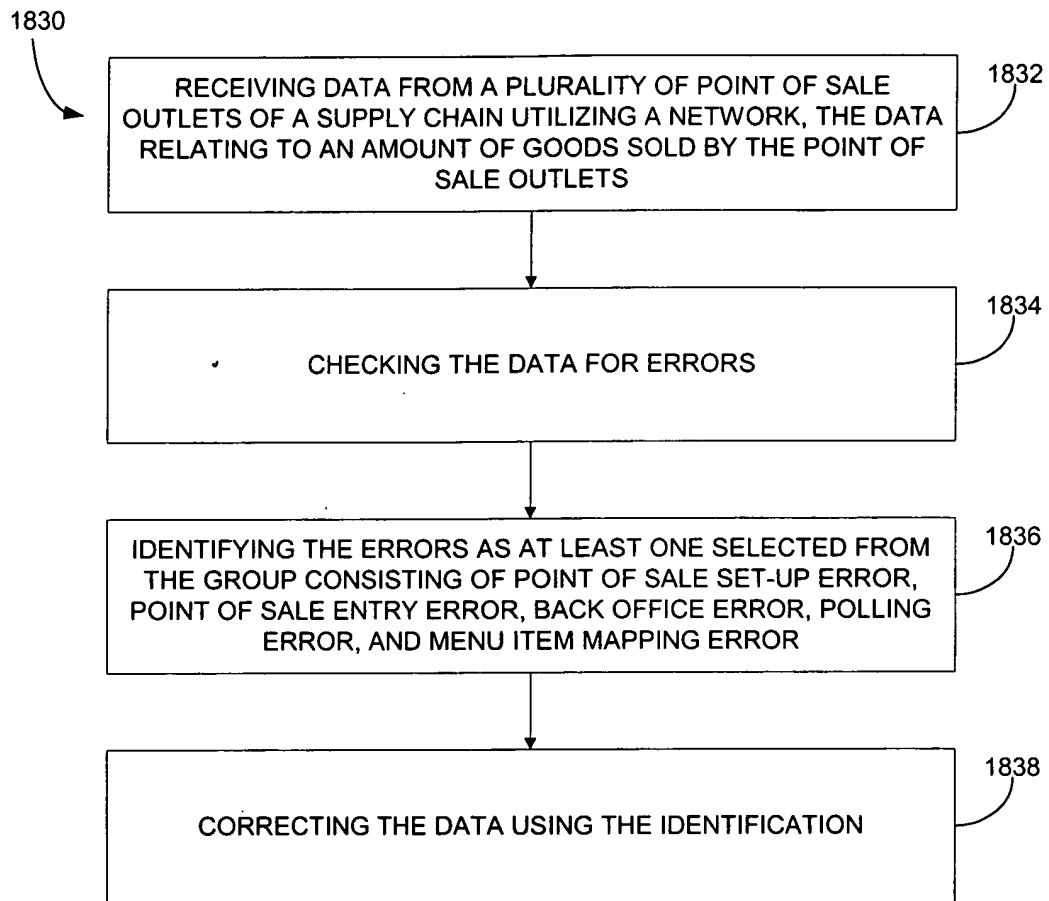 1830
RECEIVING DATA FROM A PLURALITY OF POINT OF SALE
OUTLETS OF A SUPPLY CHAIN UTILIZING A NETWORK, THE DATA
RELATING TO AN AMOUNT OF GOODS SOLD BY THE POINT OF
SALE OUTLETS
1832
CHECKING THE DATA FOR ERRORS
1834
IDENTIFYING THE ERRORS AS AT LEAST ONE SELECTED FROM
THE GROUP CONSISTING OF POINT OF SALE SET-UP ERROR,
POINT OF SALE ENTRY ERROR, BACK OFFICE ERROR, POLLING
ERROR, AND MENU ITEM MAPPING ERROR
1836
CORRECTING THE DATA USING THE IDENTIFICATION
1838